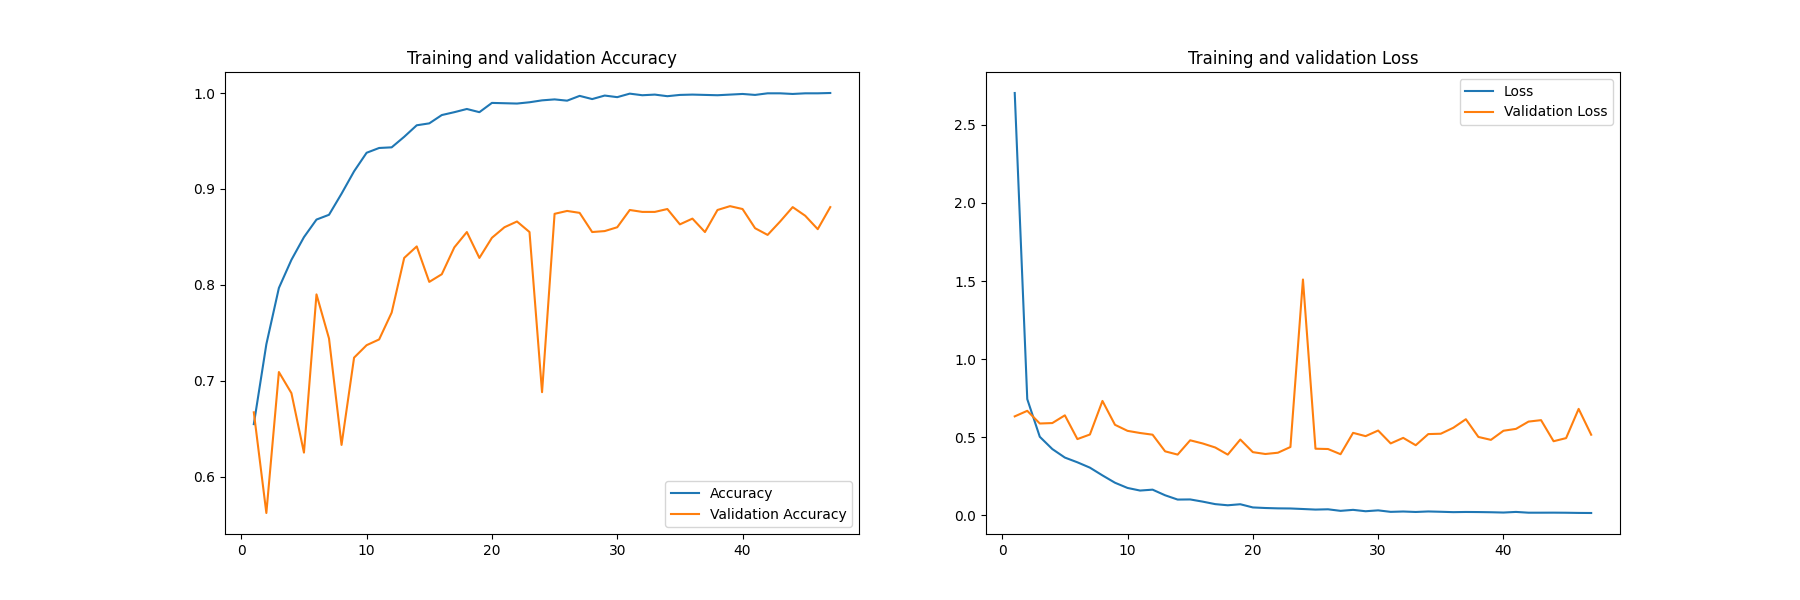 Training and validation Accuracy
1.0
0.9
0.8
0.7
0.6
0 10 20 30 40
Accuracy
Validation Accuracy
Training and validation Loss
2.5
2.0
1.5
1.0
0.5
0.0
0 10 20 30 40
Loss
Validation Loss